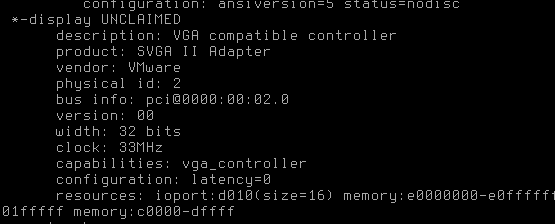 configuration: ansiversion=5 status=nodisc
*-display UNCLAIMED
description: VGA compatible controller
product: SVGA II Adapter
vendor: VMware
physical id: 2
bus info: pci@0000:00:02.0
version: 00
width: 32 bits
clock: 33MHz
capabilities: vga_controller
configuration: latency=0
resources: ioport:d010(size=16) memory:e0000000-e0ffffff
01fffff memory:c0000-dffff